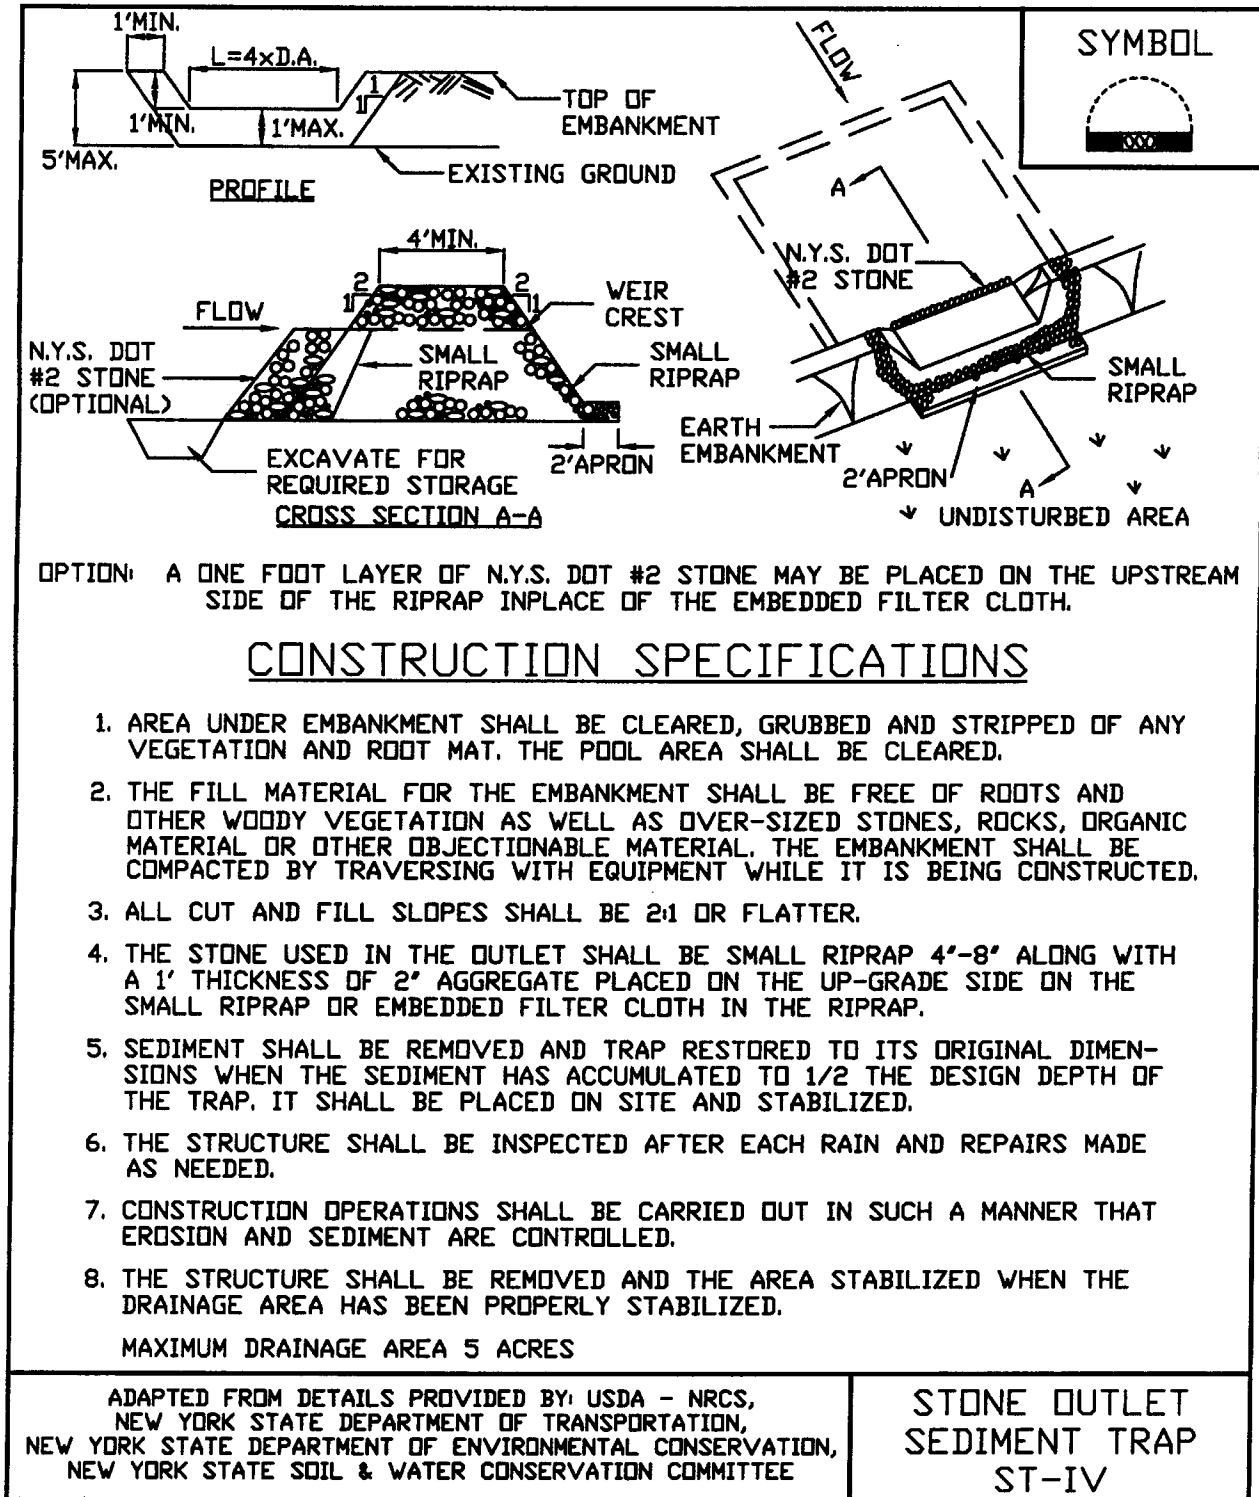 1'MIN.
L=4xD.A.
1
1
1'MIN.
1'MAX.
5'MAX.
TOP OF
EMBANKMENT
EXISTING GROUND
PROFILE
FLOW
SYMBOL
A
N.Y.S. DOT
#2 STONE
SMALL
RIPRAP
EARTH
EMBANKMENT
2'APRON
A
UNDISTURBED AREA
4'MIN.
2
1
2
1
FLOW
WEIR
CREST
N.Y.S. DOT
#2 STONE
(OPTIONAL)
SMALL
RIPRAP
SMALL
RIPRAP
2'APRON
EXCAVATE FOR
REQUIRED STORAGE
CROSS SECTION A-A
OPTION: A ONE FOOT LAYER OF N.Y.S. DOT #2 STONE MAY BE PLACED ON THE UPSTREAM
SIDE OF THE RIPRAP INPLACE OF THE EMBEDDED FILTER CLOTH.
CONSTRUCTION SPECIFICATIONS
1. AREA UNDER EMBANKMENT SHALL BE CLEARED, GRUBBED AND STRIPPED OF ANY
VEGETATION AND ROOT MAT. THE POOL AREA SHALL BE CLEARED.
2. THE FILL MATERIAL FOR THE EMBANKMENT SHALL BE FREE OF ROOTS AND
OTHER WOODY VEGETATION AS WELL AS OVER-SIZED STONES, ROCKS, ORGANIC
MATERIAL OR OTHER OBJECTIONABLE MATERIAL. THE EMBANKMENT SHALL BE
COMPACTED BY TRAVERSING WITH EQUIPMENT WHILE IT IS BEING CONSTRUCTED.
3. ALL CUT AND FILL SLOPES SHALL BE 2:1 OR FLATTER.
4. THE STONE USED IN THE OUTLET SHALL BE SMALL RIPRAP 4"-8" ALONG WITH
A 1' THICKNESS OF 2" AGGREGATE PLACED ON THE UP-GRADE SIDE ON THE
SMALL RIPRAP OR EMBEDDED FILTER CLOTH IN THE RIPRAP.
5. SEDIMENT SHALL BE REMOVED AND TRAP RESTORED TO ITS ORIGINAL DIMEN-
SIONS WHEN THE SEDIMENT HAS ACCUMULATED TO 1/2 THE DESIGN DEPTH OF
THE TRAP. IT SHALL BE PLACED ON SITE AND STABILIZED.
6. THE STRUCTURE SHALL BE INSPECTED AFTER EACH RAIN AND REPAIRS MADE
AS NEEDED.
7. CONSTRUCTION OPERATIONS SHALL BE CARRIED OUT IN SUCH A MANNER THAT
EROSION AND SEDIMENT ARE CONTROLLED.
8. THE STRUCTURE SHALL BE REMOVED AND THE AREA STABILIZED WHEN THE
DRAINAGE AREA HAS BEEN PROPERLY STABILIZED.
MAXIMUM DRAINAGE AREA 5 ACRES
ADAPTED FROM DETAILS PROVIDED BY: USDA - NRCS,
NEW YORK STATE DEPARTMENT OF TRANSPORTATION,
NEW YORK STATE DEPARTMENT OF ENVIRONMENTAL CONSERVATION,
NEW YORK STATE SOIL & WATER CONSERVATION COMMITTEE
STONE OUTLET
SEDIMENT TRAP
ST-IV